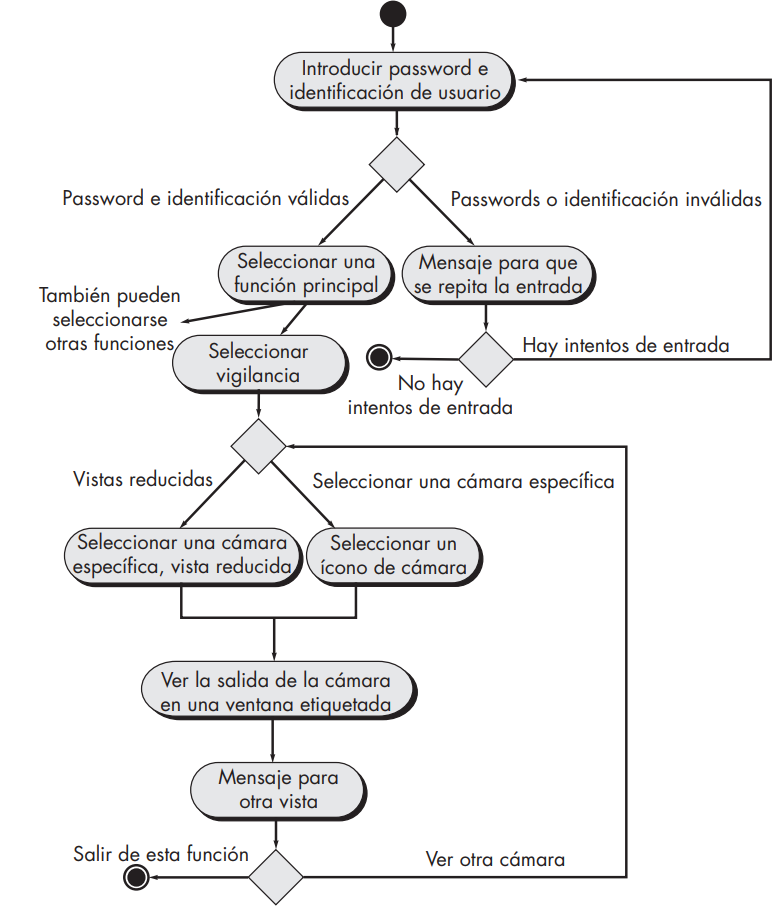 Introducir password e
identificación de usuario
Password e identificación válidas
Passwords o identificación inválidas
Seleccionar una
función principal
Mensaje para que
se repita la entrada
También pueden
seleccionarse
otras funciones
Seleccionar
vigilancia
Hay intentos de entrada
No hay
intentos de entrada
Vistas reducidas
Seleccionar una cámara específica
Seleccionar una cámara
específica, vista reducida
Seleccionar un
ícono de cámara
Ver la salida de la cámara
en una ventana etiquetada
Mensaje para
otra vista
Salir de esta función
Ver otra cámara